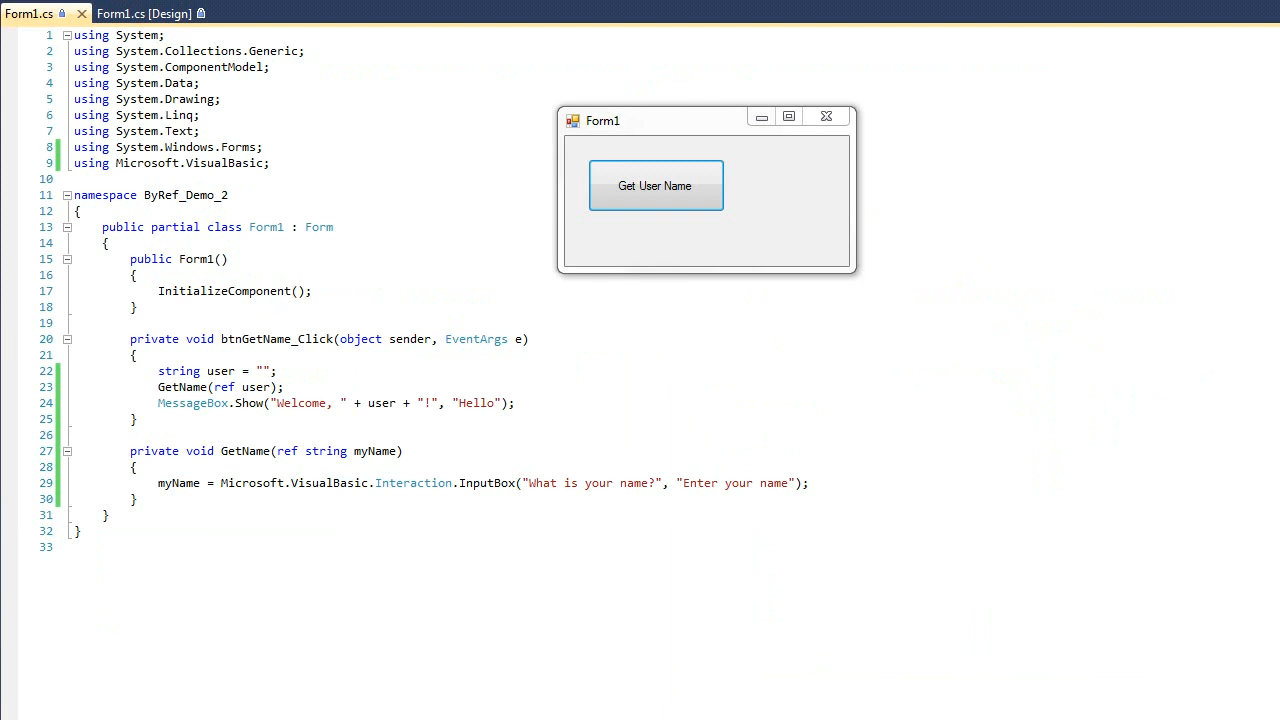 Form1.cs
Form1.cs [Design]
1 using System;
2 using System.Collections.Generic;
3 using System.ComponentModel;
4 using System.Data;
5 using System.Drawing;
6 using System.Linq;
7 using System.Text;
8 using System.Windows.Forms;
9 using Microsoft.VisualBasic;
10
11 namespace ByRef_Demo_2
12 {
13 public partial class Form1 : Form
14 {
15 public Form1()
16 {
17 InitializeComponent();
18 }
19
20 private void btnGetName_Click(object sender, EventArgs e)
21 {
22 string user = "";
23 GetName(ref user);
24 MessageBox.Show("Welcome, " + user + "!", "Hello");
25 }
26
27 private void GetName(ref string myName)
28 {
29 myName = Microsoft.VisualBasic.Interaction.InputBox("What is your name?", "Enter your name");
30 }
31 }
32 }
33
Form1
Get User Name